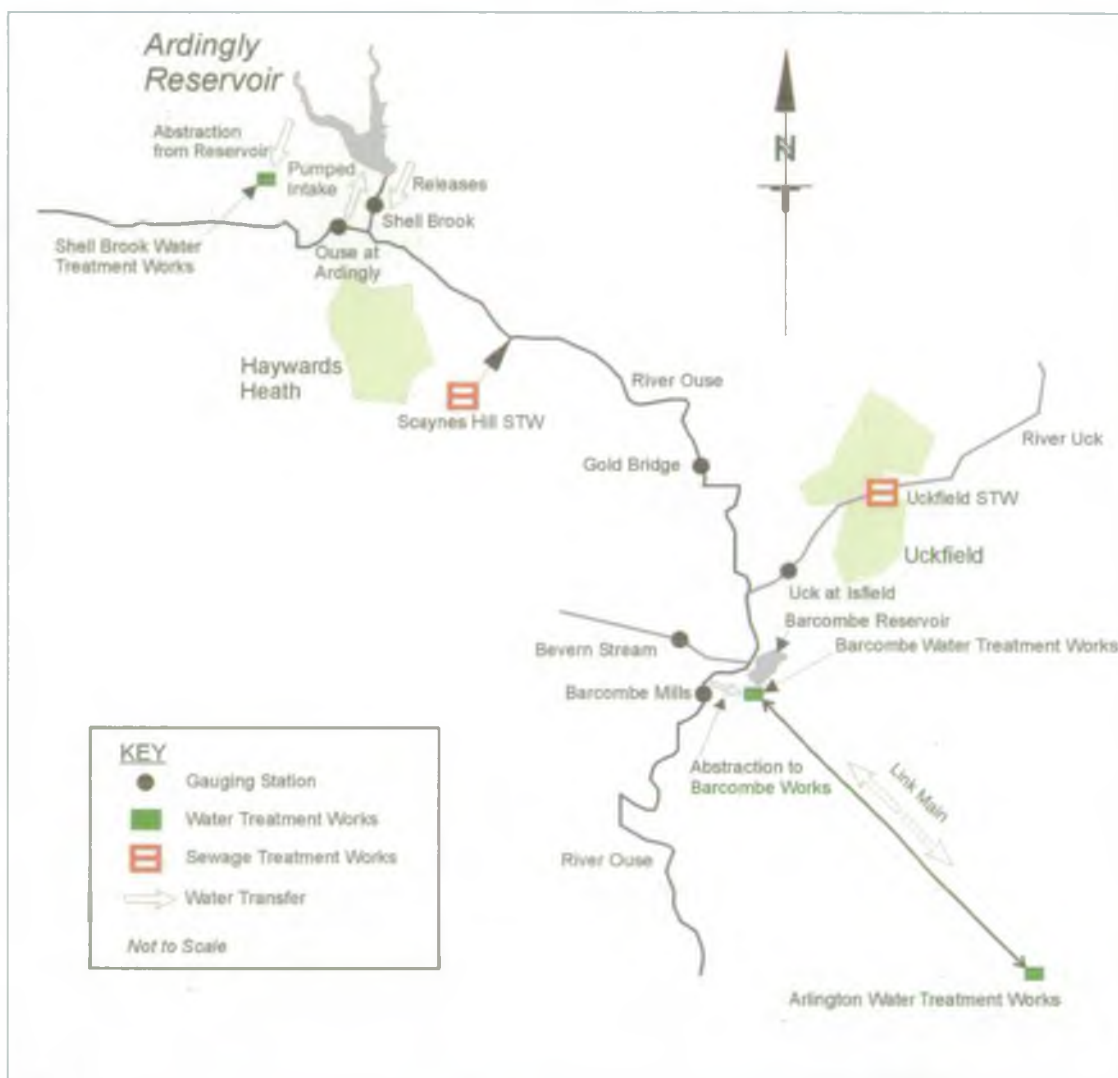 Ardingly
Reservoir
Abstraction
from Reservoir
Pumped
Intake
Releases
Shell Brook
Shell Brook Water
Treatment Works
Ouse at
Ardingly
N
Haywards
Heath
Scaynes Hill STW
River Ouse
Gold Bridge
River Uck
Uckfield STW
Uckfield
Uck at Isfield
Barcombe Reservoir
Bevern Stream
Barcombe Water Treatment Works
Barcombe Mills
Abstraction to
Barcombe Works
Link Main
River Ouse
Arlington Water Treatment Works
KEY
Gauging Station
Water Treatment Works
Sewage Treatment Works
Water Transfer
Not to Scale